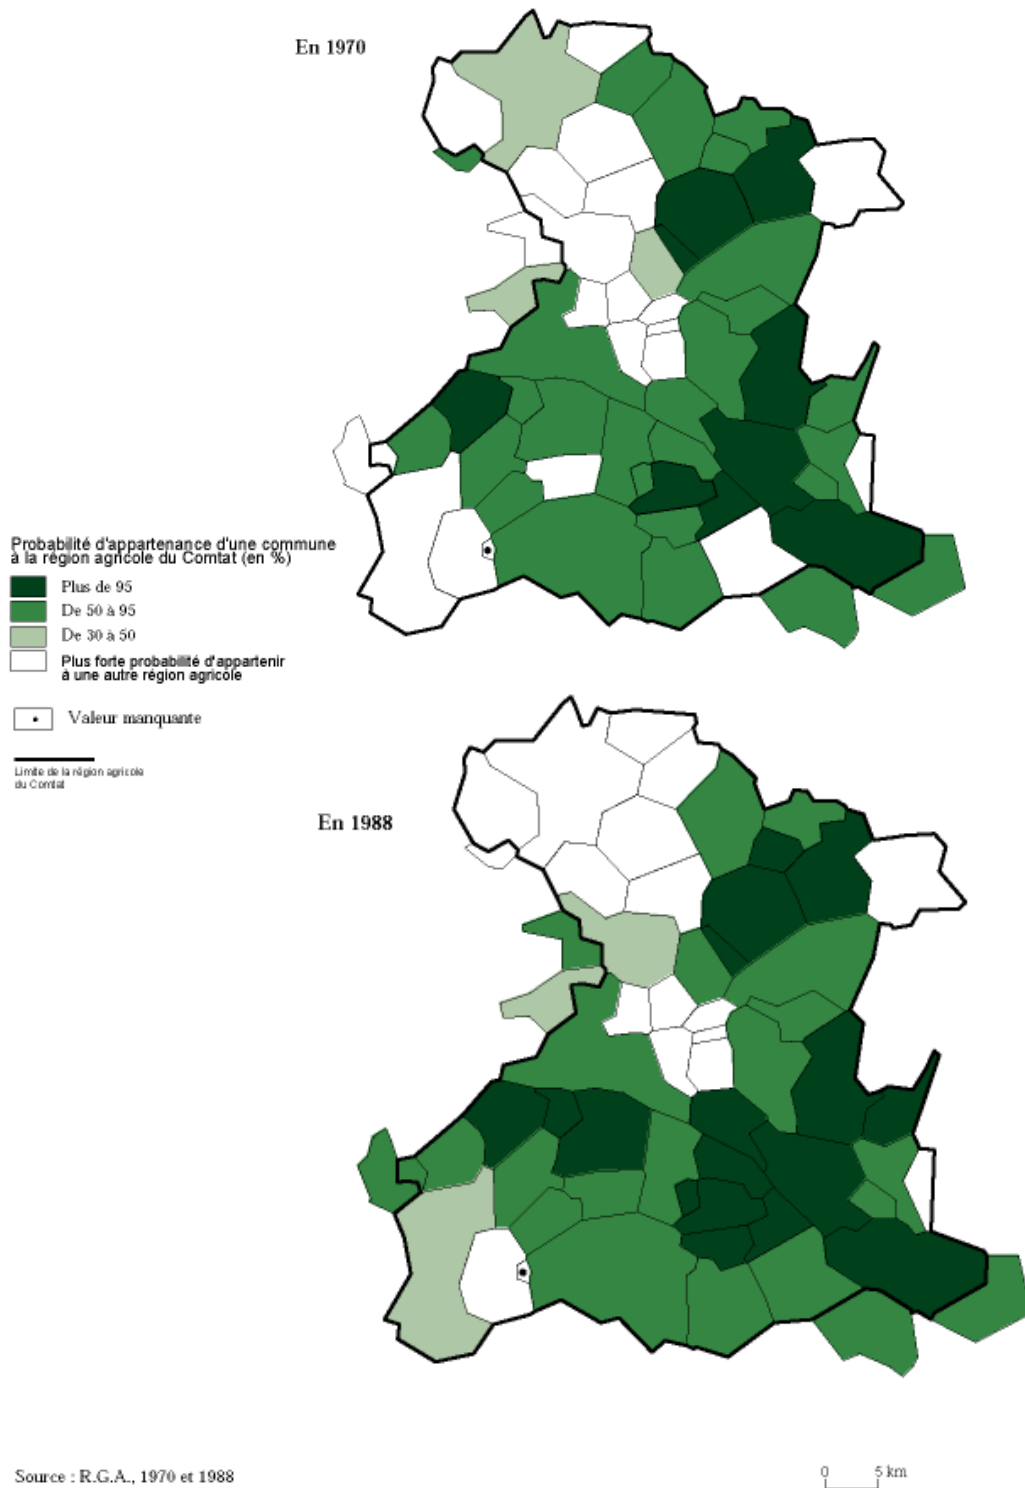 En 1970
Probabilité d'appartenance d'une commune
à la région agricole du Comtat (en %)
Plus de 95
De 50 à 95
De 30 à 50
Plus forte probabilité d'appartenir
à une autre région agricole
Valeur manquante
Limite de la région agricole
du Comtat
En 1988
Source : R.G.A., 1970 et 1988
0 5 km